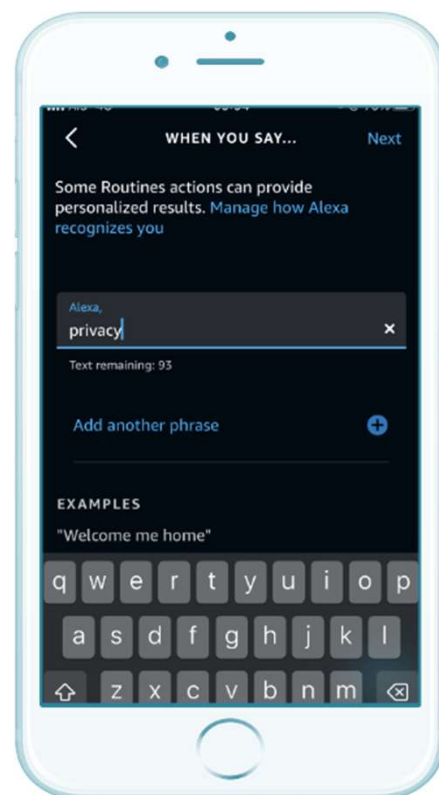 WHEN YOU SAY...
Next
Some Routines actions can provide
personalized results. Manage how Alexa
recognizes you
Alexa,
privacy
Text remaining: 93
Add another phrase
EXAMPLES
"Welcome me home"
q w e r t y u i o p
a s d f g h j k l
z x c v b n m